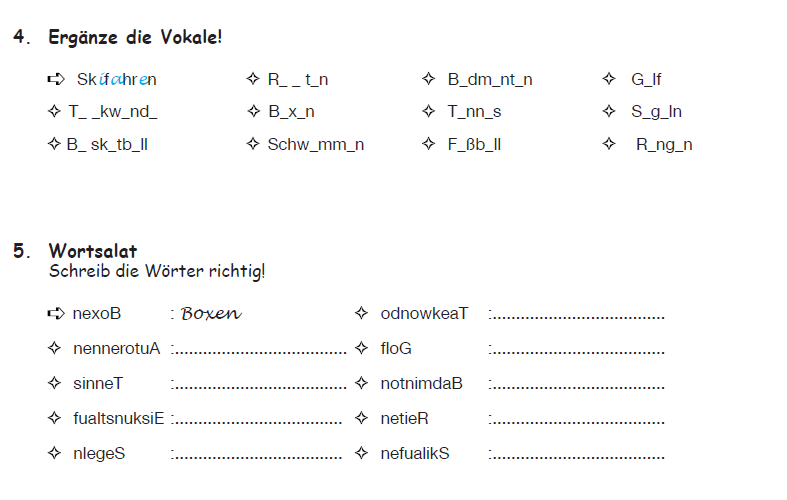 4. Ergänze die Vokale!
➪ Skifahren ✧ R_ _ t_n ✧ B_dm_nt_n ✧ G_lf
✧ T_ _kw_nd_ ✧ B_x_n ✧ T_nn_s ✧ S_g_ln
✧ B_ sk_tb_ll ✧ Schw_mm_n ✧ F_ßb_ll ✧ R_ng_n
5. Wortsalat
Schreib die Wörter richtig!
➪ nexoB : Boxen ✧ odnowkeaT :.....................................
✧ nennerotuA :..................................... ✧ floG :.....................................
✧ sinneT :..................................... ✧ notnimdaB :.....................................
✧ fualtsnuksiE :.................................... ✧ netieR :.....................................
✧ nlegeS :.................................... ✧ nefualikS :.....................................